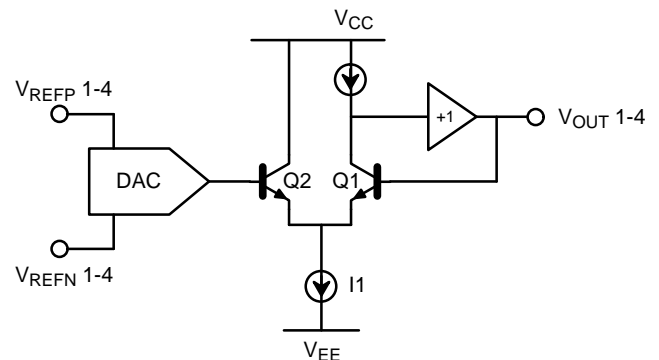 VCC
VREFP 1-4
+1
VOUT 1-4
DAC
Q2
Q1
VREFN 1-4
I1
VEE